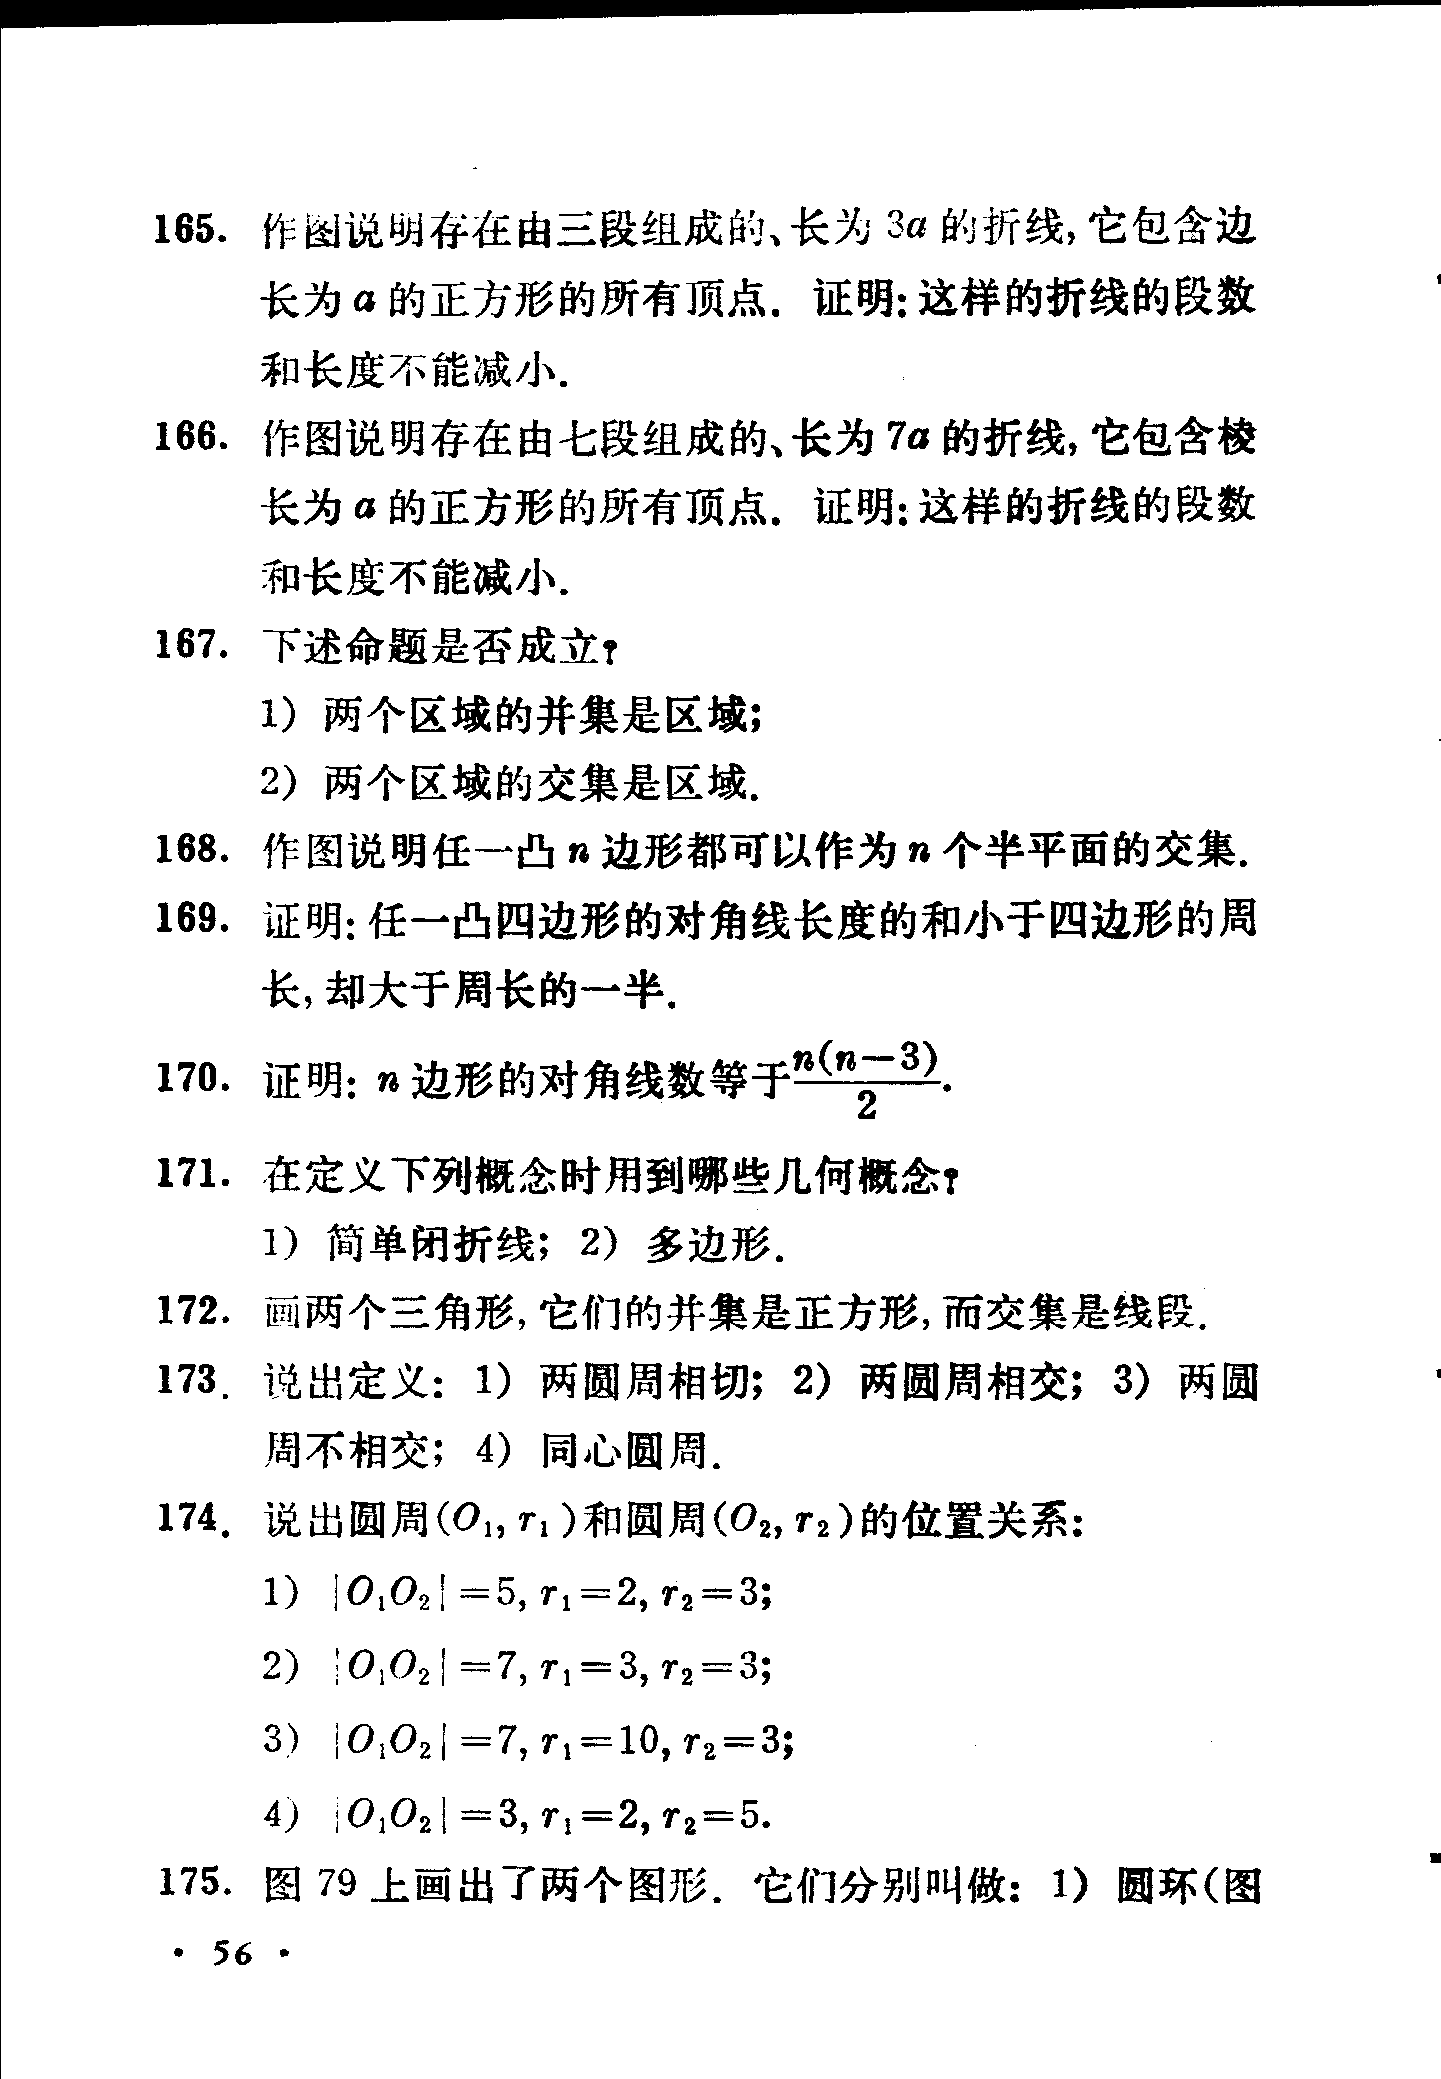 165. 作图说明存在由三段组成的、长为 3a 的折线, 它包含边
长为 a 的正方形的所有顶点. 证明: 这样的折线的段数
和长度不能减小.
166. 作图说明存在由七段组成的、长为 7a 的折线, 它包含棱
长为 a 的正方形的所有顶点. 证明: 这样的折线的段数
和长度不能减小.
167. 下述命题是否成立?
1) 两个区域的并集是区域;
2) 两个区域的交集是区域.
168. 作图说明任一凸 n 边形都可以作为 n 个半平面的交集.
169. 证明: 任一凸四边形的对角线长度的和小于四边形的周
长, 却大于周长的一半.
170. 证明: n 边形的对角线数等于 n(n−3)/2.
171. 在定义下列概念时用到哪些几何概念?
1) 简单闭折线; 2) 多边形.
172. 画两个三角形, 它们的并集是正方形, 而交集是线段.
173. 说出定义: 1) 两圆周相切; 2) 两圆周相交; 3) 两圆
周不相交; 4) 同心圆周.
174. 说出圆周(O₁, r₁)和圆周(O₂, r₂)的位置关系:
1) |O₁O₂|=5, r₁=2, r₂=3;
2) |O₁O₂|=7, r₁=3, r₂=3;
3) |O₁O₂|=7, r₁=10, r₂=3;
4) |O₁O₂|=3, r₁=2, r₂=5.
175. 图 79 上画出了两个图形. 它们分别叫做: 1) 圆环(图
· 56 ·